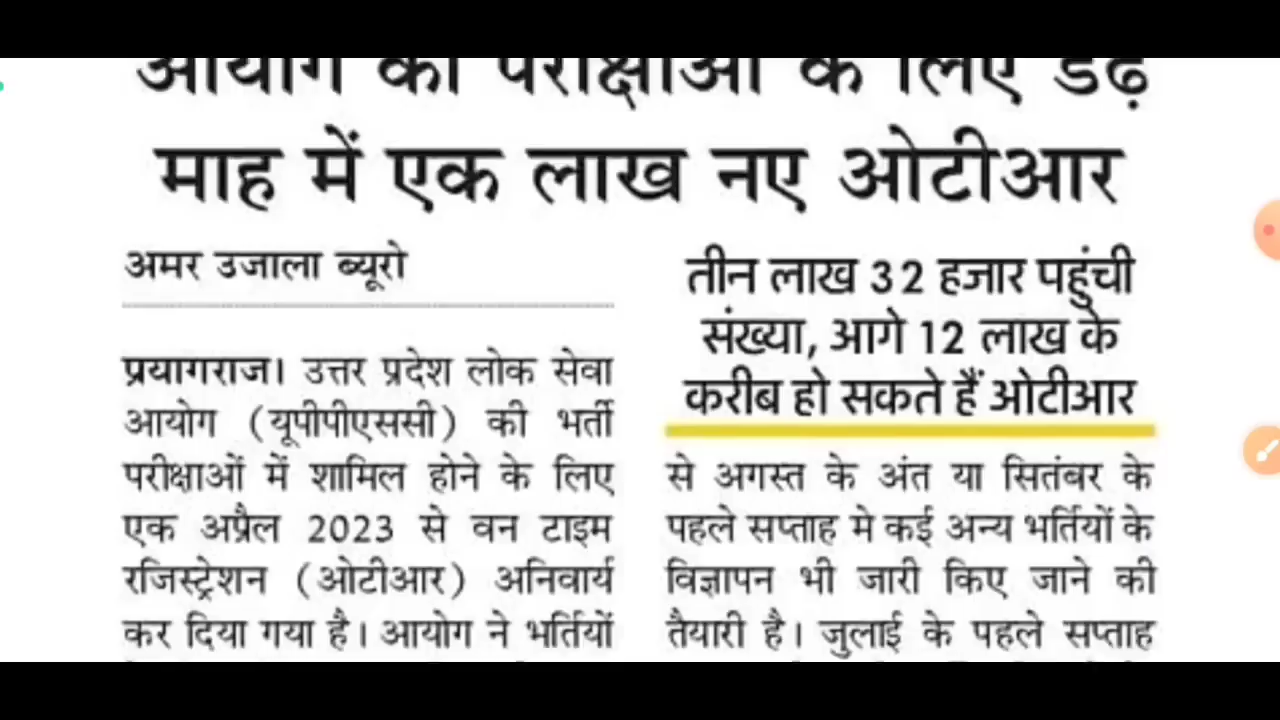 आयोग की परीक्षाओं के लिए डेढ़
माह में एक लाख नए ओटीआर
अमर उजाला ब्यूरो
प्रयागराज। उत्तर प्रदेश लोक सेवा
आयोग (यूपीपीएससी) की भर्ती
परीक्षाओं में शामिल होने के लिए
एक अप्रैल 2023 से वन टाइम
रजिस्ट्रेशन (ओटीआर) अनिवार्य
कर दिया गया है। आयोग ने भर्तियों
तीन लाख 32 हजार पहुंची
संख्या, आगे 12 लाख के
करीब हो सकते हैं ओटीआर
से अगस्त के अंत या सितंबर के
पहले सप्ताह मे कई अन्य भर्तियों के
विज्ञापन भी जारी किए जाने की
तैयारी है। जुलाई के पहले सप्ताह